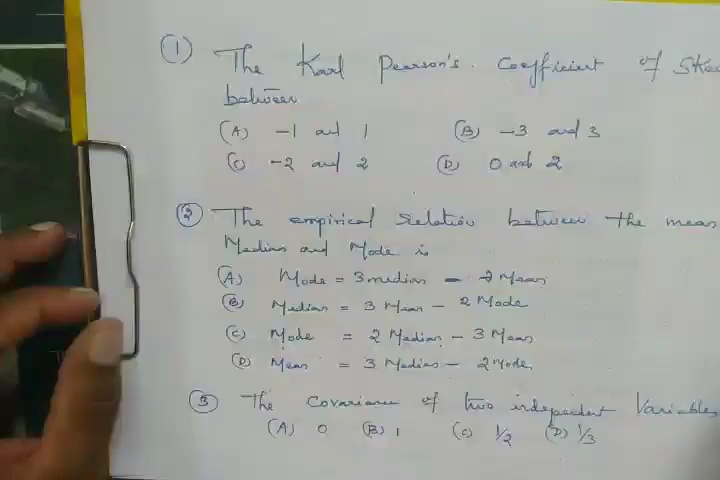 ① The Karl Pearson's. Coefficient of Ske
between
(A) -1 and 1 (B) -3 and 3
(C) -2 and 2 (D) 0 and 2
② The empirical relation between the mean
Median and Mode is
(A) Mode = 3 median - 2 Mean
(B) Median = 3 Mean - 2 Mode
(C) Mode = 2 Median - 3 Mean
(D) Mean = 3 Median - 2 Mode
③ The covariance of two independent Variables
(A) 0 (B) 1 (C) 1/2 (D) 1/3